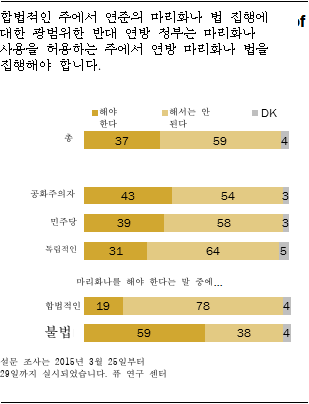 합법적인 주에서 연준의 마리화나 법 집행에
대한 광범위한 반대 연방 정부는 마리화나
사용을 허용하는 주에서 연방 마리화나 법을
집행해야 합니다.
of
해야 한다
해서는 안 된다
DK
총 37 59 4
공화주의자 43 54 3
민주당 39 58 3
독립적인 31 64 5
마리화나를 해야 한다는 말 중에...
합법적인 19 78 4
불법 59 38 4
설문 조사는 2015년 3월 25일부터
29일까지 실시되었습니다. 퓨 연구 센터